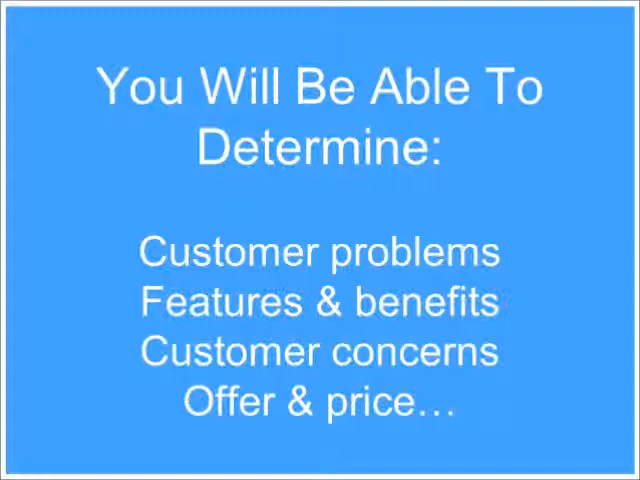 You Will Be Able To
Determine:
Customer problems
Features & benefits
Customer concerns
Offer & price…